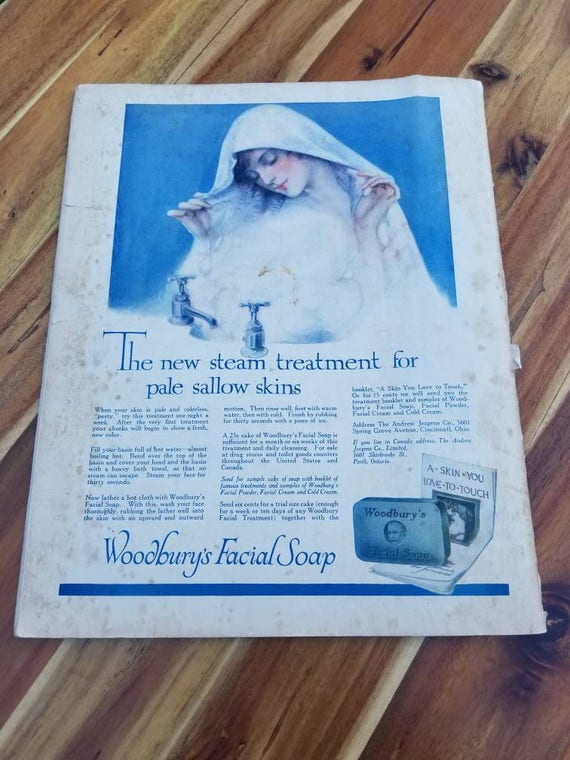 The new steam treatment for
pale sallow skins
When your skin is pale and colorless,
"pasty," try this treatment one night a
week. After the very first treatment
your cheeks will begin to show a fresh,
new color.
Fill your basin full of hot water—almost
boiling hot. Bend over the top of the
basin and cover your head and the basin
with a heavy bath towel, so that no
steam can escape. Steam your face for
thirty seconds.
Now lather a hot cloth with Woodbury's
Facial Soap. With this, wash your face
thoroughly, rubbing the lather well into
the skin with an upward and outward
motion. Then rinse well, first with warm
water, then with cold. Finish by rubbing
for thirty seconds with a piece of ice.
A 25c cake of Woodbury's Facial Soap is
sufficient for a month or six weeks of this
treatment and daily cleansing. For sale
at drug stores and toilet goods counters
throughout the United States and
Canada.
Send for sample cake of soap with booklet of
famous treatments and samples of Woodbury's
Facial Powder, Facial Cream and Cold Cream.
Send six cents for a trial size cake (enough
for a week or ten days of any Woodbury
Facial Treatment) together with the
booklet, "A Skin You Love to Touch."
Or for 15 cents we will send you the
treatment booklet and samples of Wood-
bury's Facial Soap, Facial Powder,
Facial Cream and Cold Cream.
Address The Andrew Jergens Co., 5601
Spring Grove Avenue, Cincinnati, Ohio.
If you live in Canada address, The Andrew
Jergens Co., Limited,
Sherbrooke St.,
Perth, Ontario.
A-SKIN-YOU
LOVE-TO-TOUCH
Woodbury's
Facial Soap
Woodbury's Facial Soap